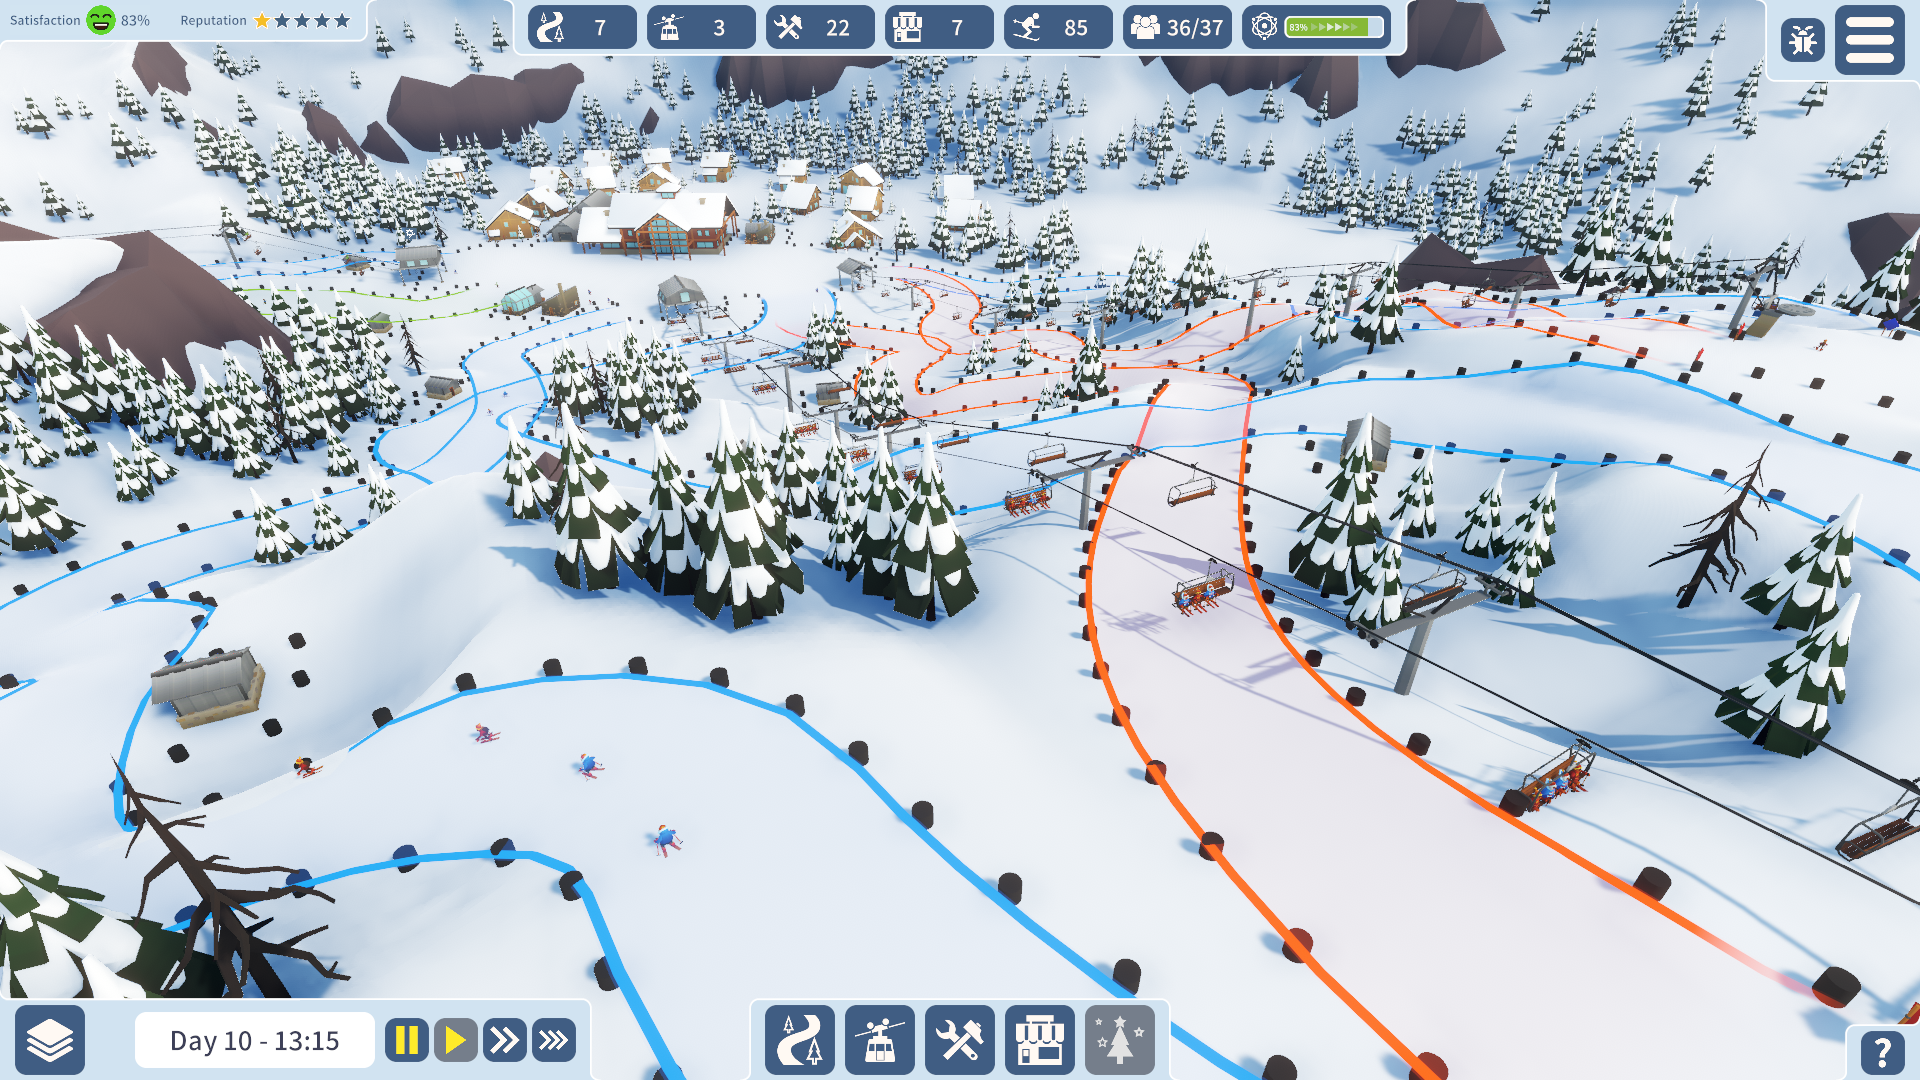 Satisfaction 83%
Reputation
7
3
22
7
85
36/37
83%
Day 10 - 13:15
?